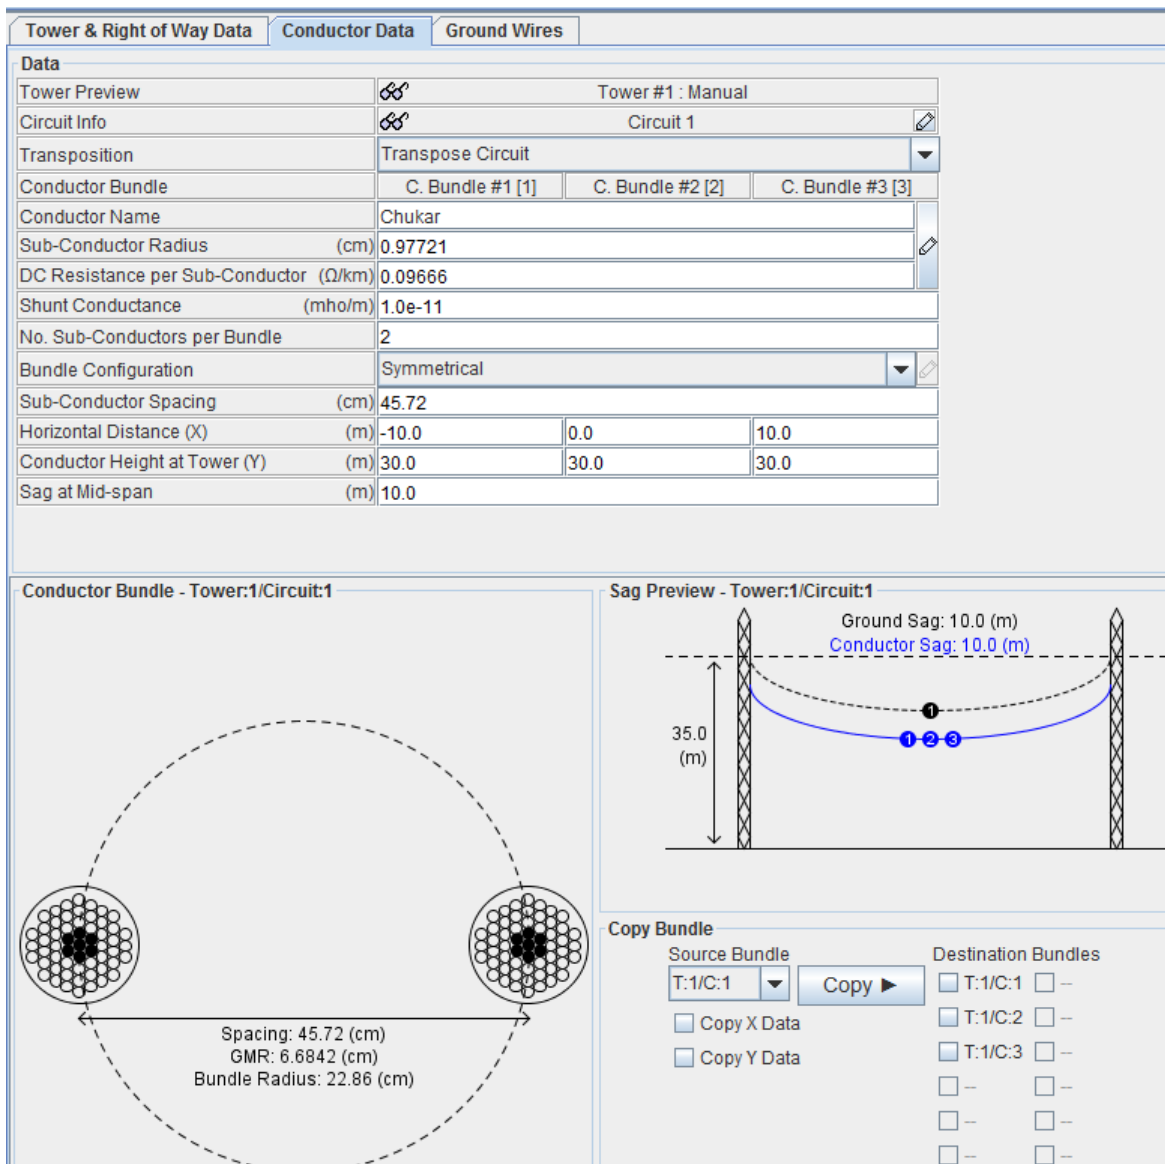 Tower & Right of Way Data Conductor Data Ground Wires
Data
Tower Preview Tower #1 : Manual
Circuit Info Circuit 1
Transposition Transpose Circuit
Conductor Bundle C. Bundle #1 [1] C. Bundle #2 [2] C. Bundle #3 [3]
Conductor Name Chukar
Sub-Conductor Radius (cm) 0.97721
DC Resistance per Sub-Conductor (Ω/km) 0.09666
Shunt Conductance (mho/m) 1.0e-11
No. Sub-Conductors per Bundle 2
Bundle Configuration Symmetrical
Sub-Conductor Spacing (cm) 45.72
Horizontal Distance (X) (m) -10.0 0.0 10.0
Conductor Height at Tower (Y) (m) 30.0 30.0 30.0
Sag at Mid-span (m) 10.0
Conductor Bundle - Tower:1/Circuit:1
Spacing: 45.72 (cm)
GMR: 6.6842 (cm)
Bundle Radius: 22.86 (cm)
Sag Preview - Tower:1/Circuit:1
Ground Sag: 10.0 (m)
Conductor Sag: 10.0 (m)
1
1 2 3
35.0
(m)
Copy Bundle
Source Bundle Destination Bundles
T:1/C:1 Copy ▶ T:1/C:1 --
Copy X Data T:1/C:2 --
Copy Y Data T:1/C:3 --
-- --
-- --
-- --